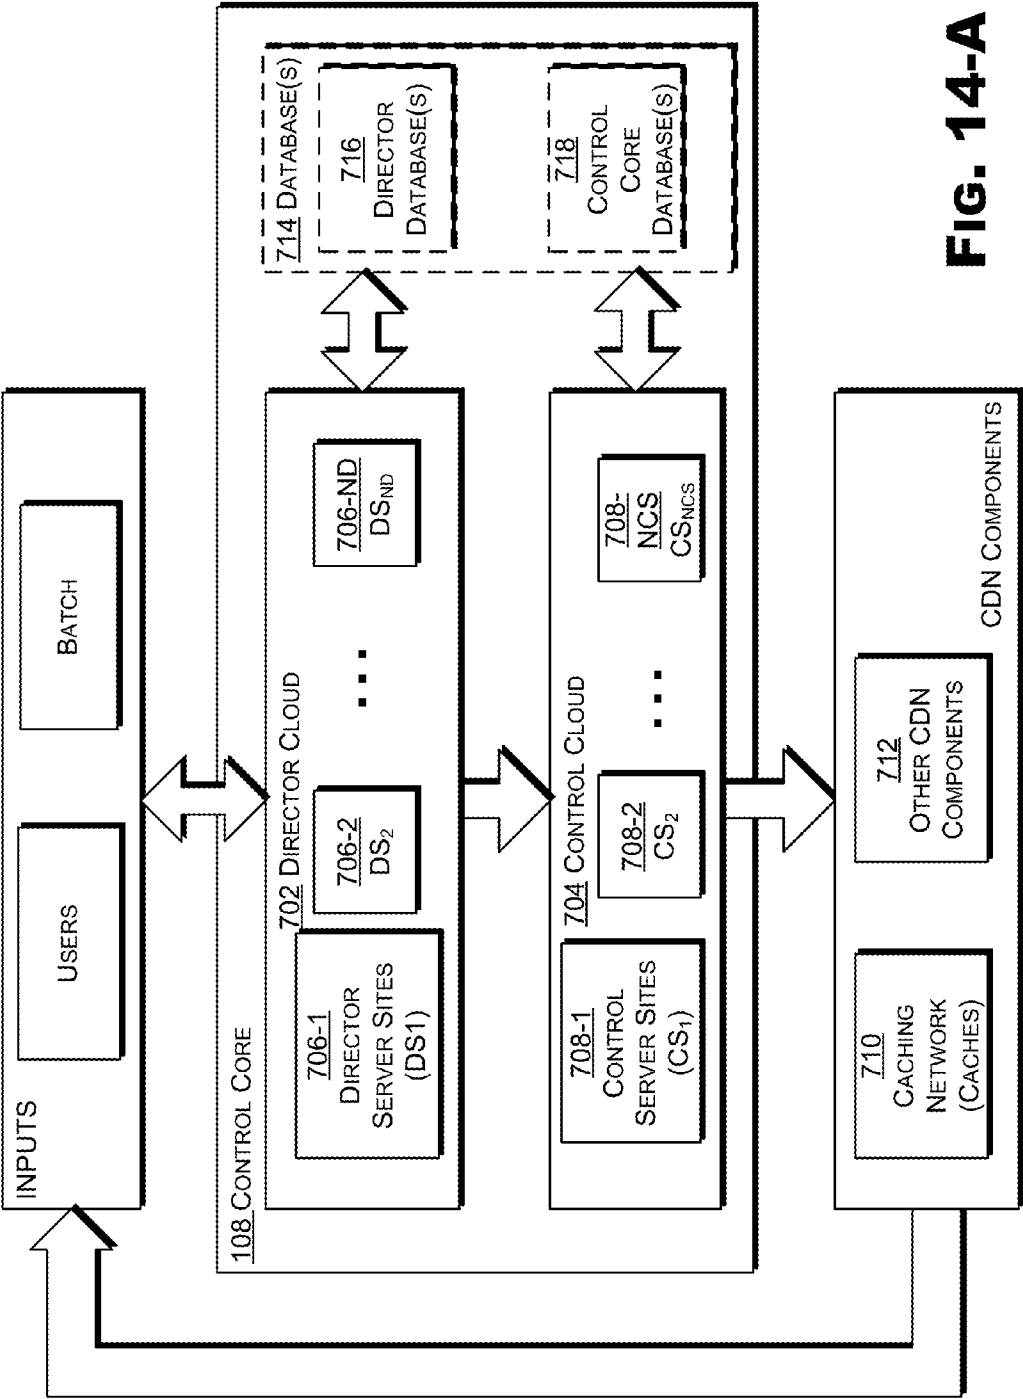 INPUTS
USERS
BATCH
108 CONTROL CORE
702 DIRECTOR CLOUD
706-1
DIRECTOR
SERVER SITES
(DS1)
706-2
DS2
...
706-ND
DSND
714 DATABASE(S)
716
DIRECTOR
DATABASE(S)
704 CONTROL CLOUD
708-1
CONTROL
SERVER SITES
(CS1)
708-2
CS2
...
708-
NCS
CSNCS
718
CONTROL
CORE
DATABASE(S)
710
CACHING
NETWORK
(CACHES)
712
OTHER CDN
COMPONENTS
CDN COMPONENTS
FIG. 14-A